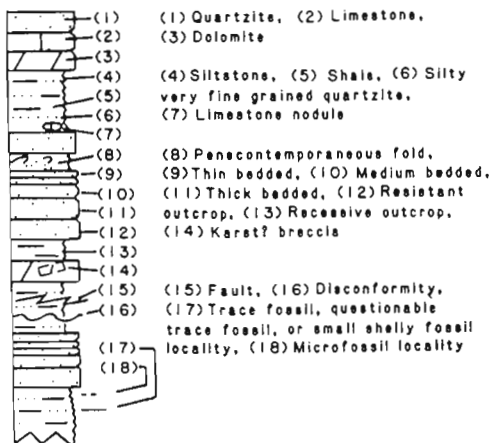 (1) (1) Quartzite, (2) Limestone,
(2) (3) Dolomite
(3)
(4) (4) Siltstone, (5) Shale, (6) Silty
(5) very fine grained quartzite,
(6) (7) Limestone nodule
(7)
(8) (8) Penecontemporaneous fold,
(9) (9) Thin bedded, (10) Medium bedded,
(10) (11) Thick bedded, (12) Resistant
(11) outcrop, (13) Recessive outcrop,
(12) (14) Karst? breccia
(13)
(14)
(15) (15) Fault, (16) Disconformity,
(16) (17) Trace fossil, questionable
trace fossil, or small shelly fossil
(17) locality, (18) Microfossil locality
(18)